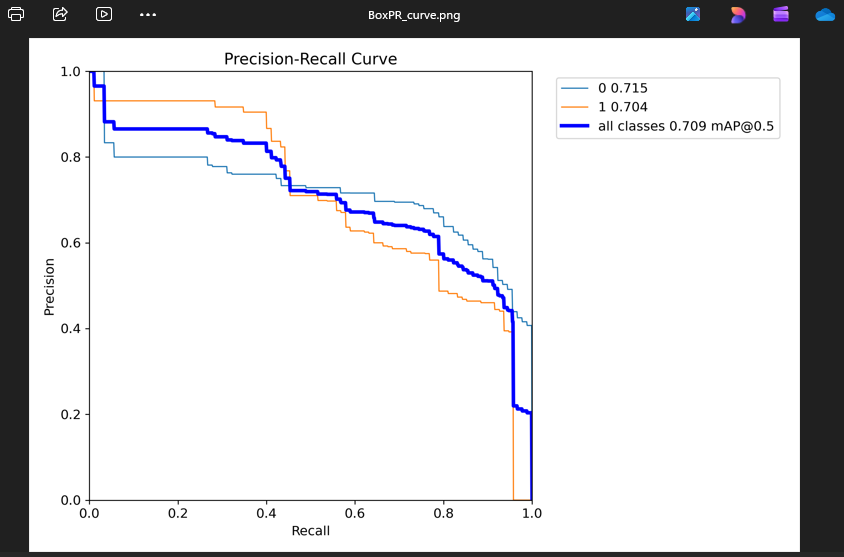 BoxPR_curve.png
Precision-Recall Curve
1.0
0.8
0.6
0.4
0.2
0.0
Precision
0.0 0.2 0.4 0.6 0.8 1.0
Recall
0 0.715
1 0.704
all classes 0.709 mAP@0.5